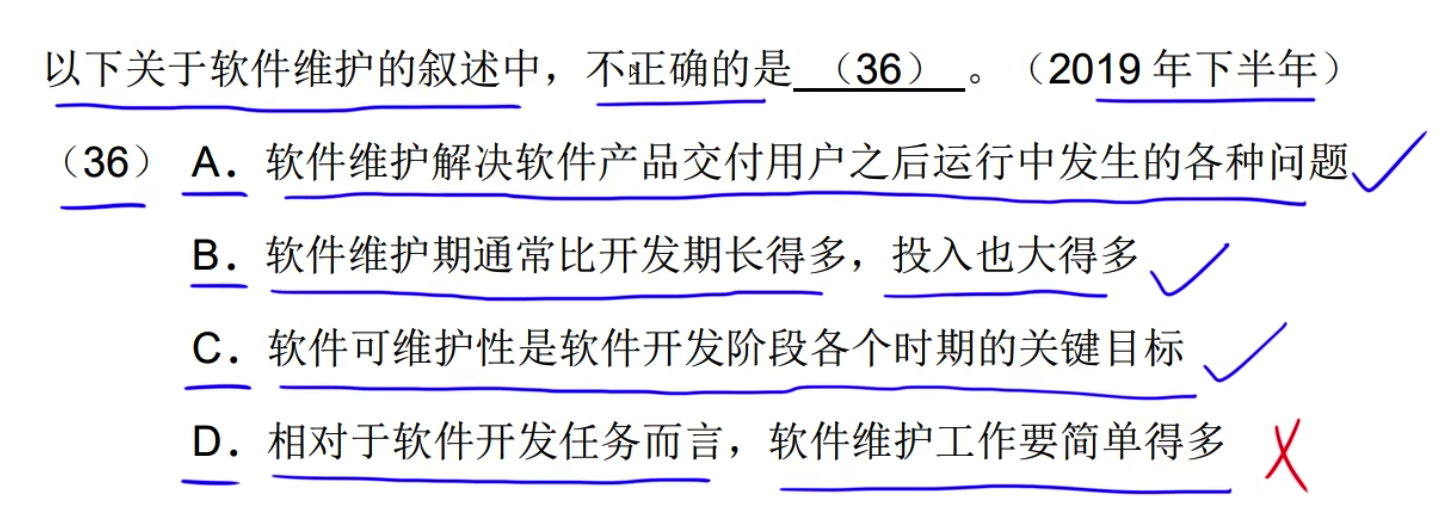 以下关于软件维护的叙述中，不正确的是 （36） 。（2019 年下半年）
（36） A．软件维护解决软件产品交付用户之后运行中发生的各种问题
B．软件维护期通常比开发期长得多，投入也大得多
C．软件可维护性是软件开发阶段各个时期的关键目标
D．相对于软件开发任务而言，软件维护工作要简单得多